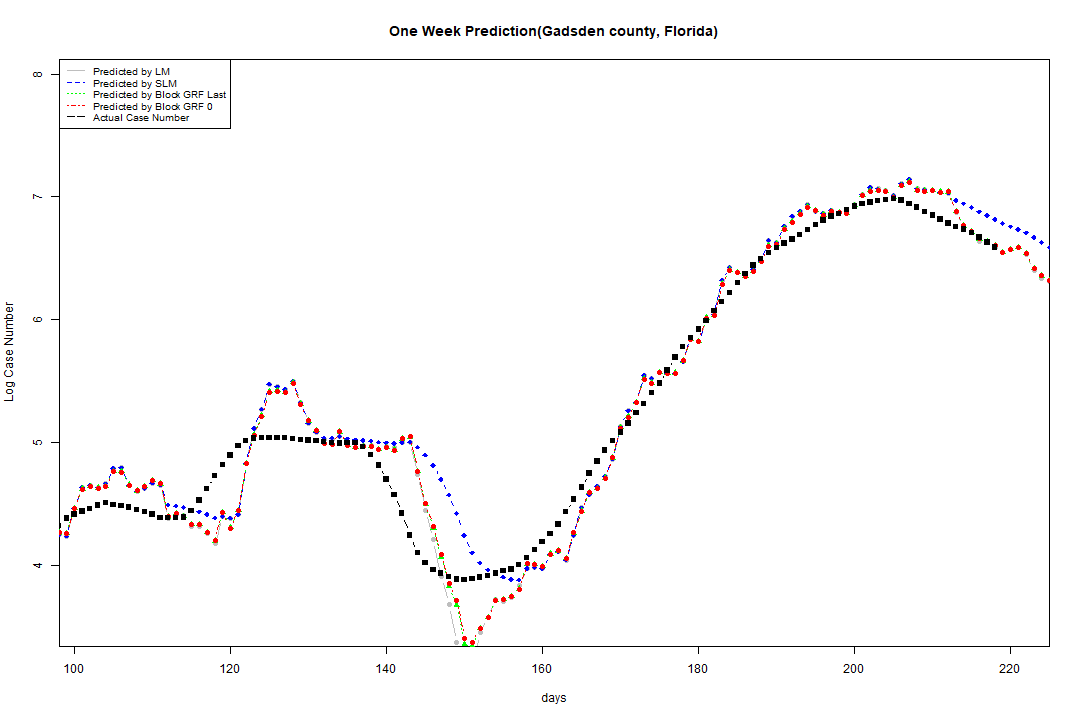 One Week Prediction(Gadsden county, Florida)
Predicted by LM
Predicted by SLM
Predicted by Block GRF Last
Predicted by Block GRF 0
Actual Case Number
8
7
6
5
4
Log Case Number
100 120 140 160 180 200 220
days